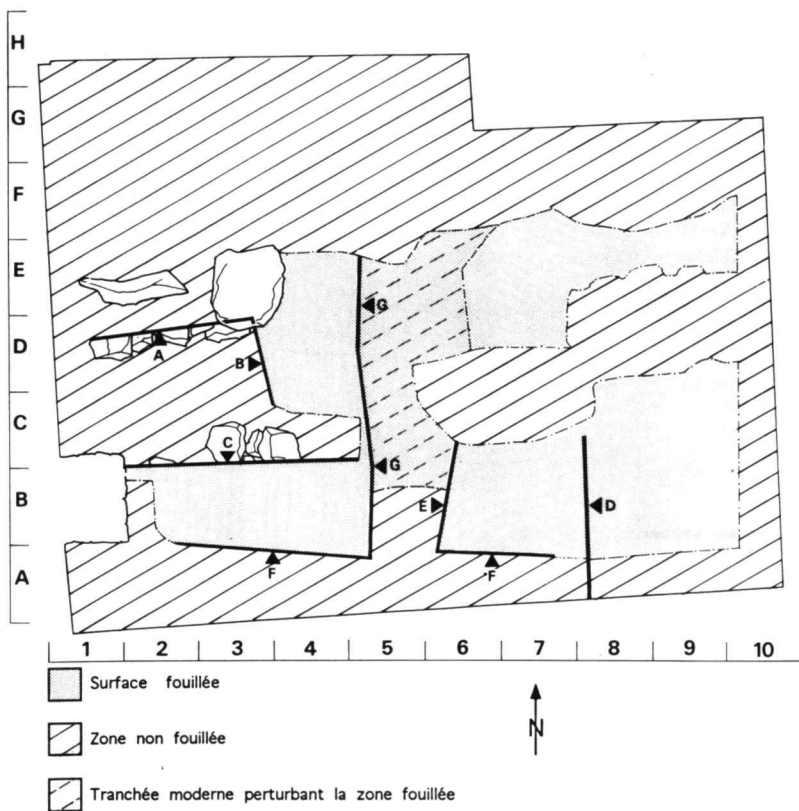 H
G
F
E
D
C
B
A
G
A
B
C
G
E
D
F
F
1 2 3 4 5 6 7 8 9 10
Surface fouillée
N
Zone non fouillée
Tranchée moderne perturbant la zone fouillée